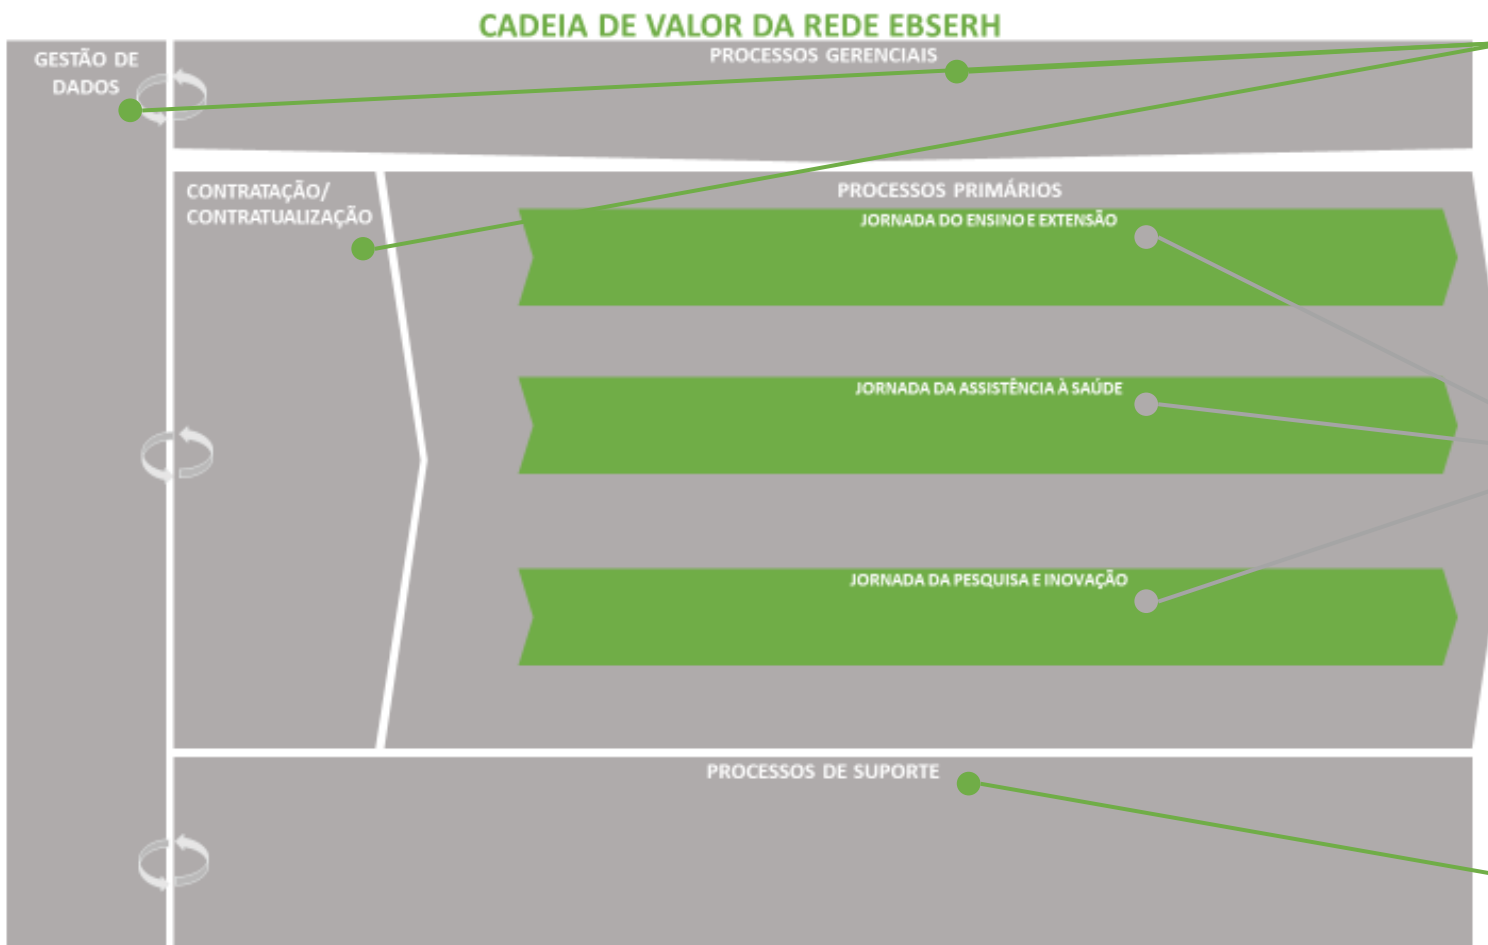 CADEIA DE VALOR DA REDE EBSERH
GESTÃO DE
DADOS
PROCESSOS GERENCIAIS
CONTRATAÇÃO/
CONTRATUALIZAÇÃO
PROCESSOS PRIMÁRIOS
JORNADA DO ENSINO E EXTENSÃO
JORNADA DA ASSISTÊNCIA À SAÚDE
JORNADA DA PESQUISA E INOVAÇÃO
PROCESSOS DE SUPORTE